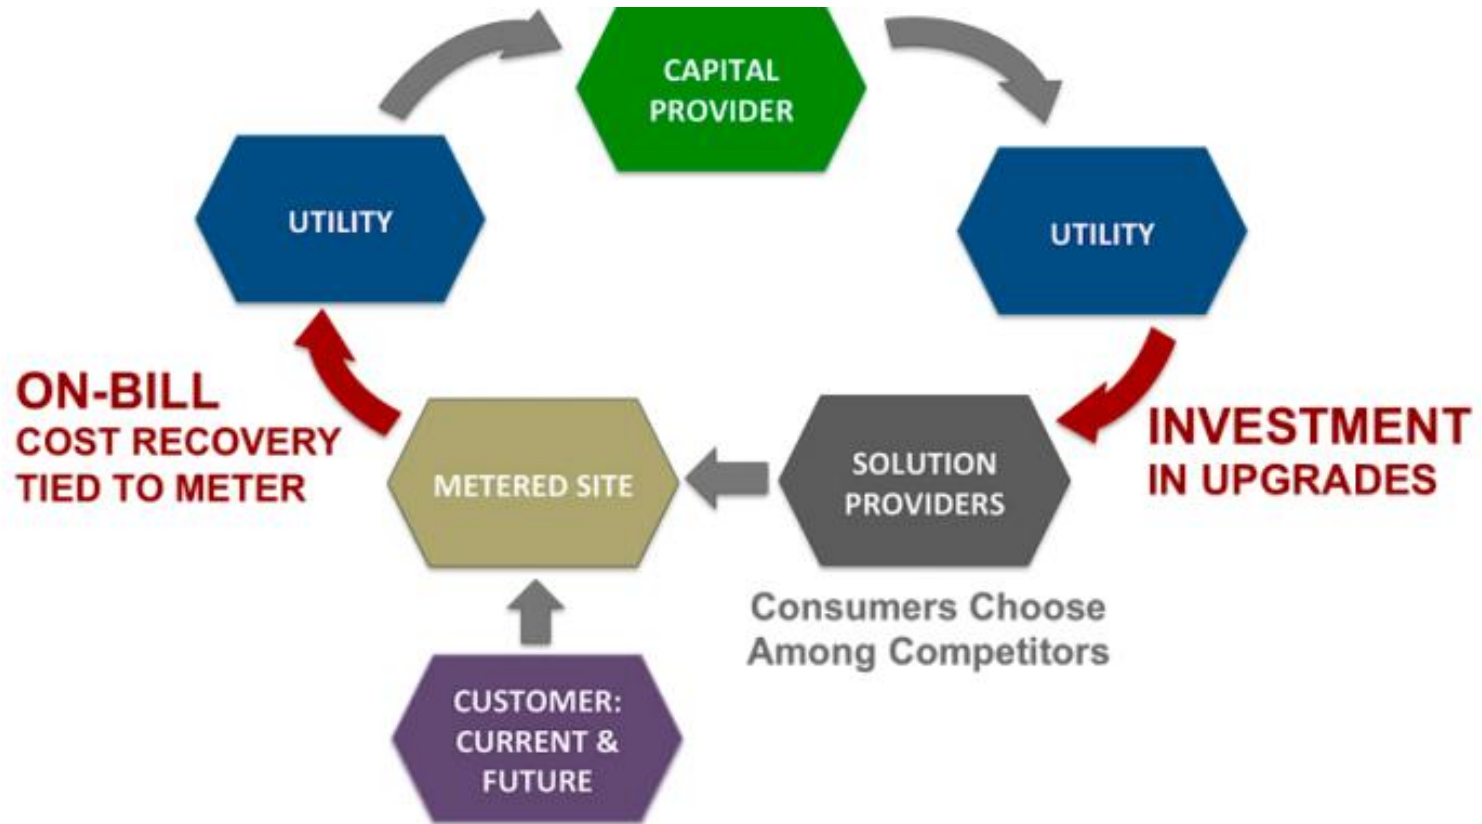 CAPITAL
PROVIDER
UTILITY
UTILITY
ON-BILL
COST RECOVERY
TIED TO METER
INVESTMENT
IN UPGRADES
METERED SITE
SOLUTION
PROVIDERS
Consumers Choose
Among Competitors
CUSTOMER:
CURRENT &
FUTURE